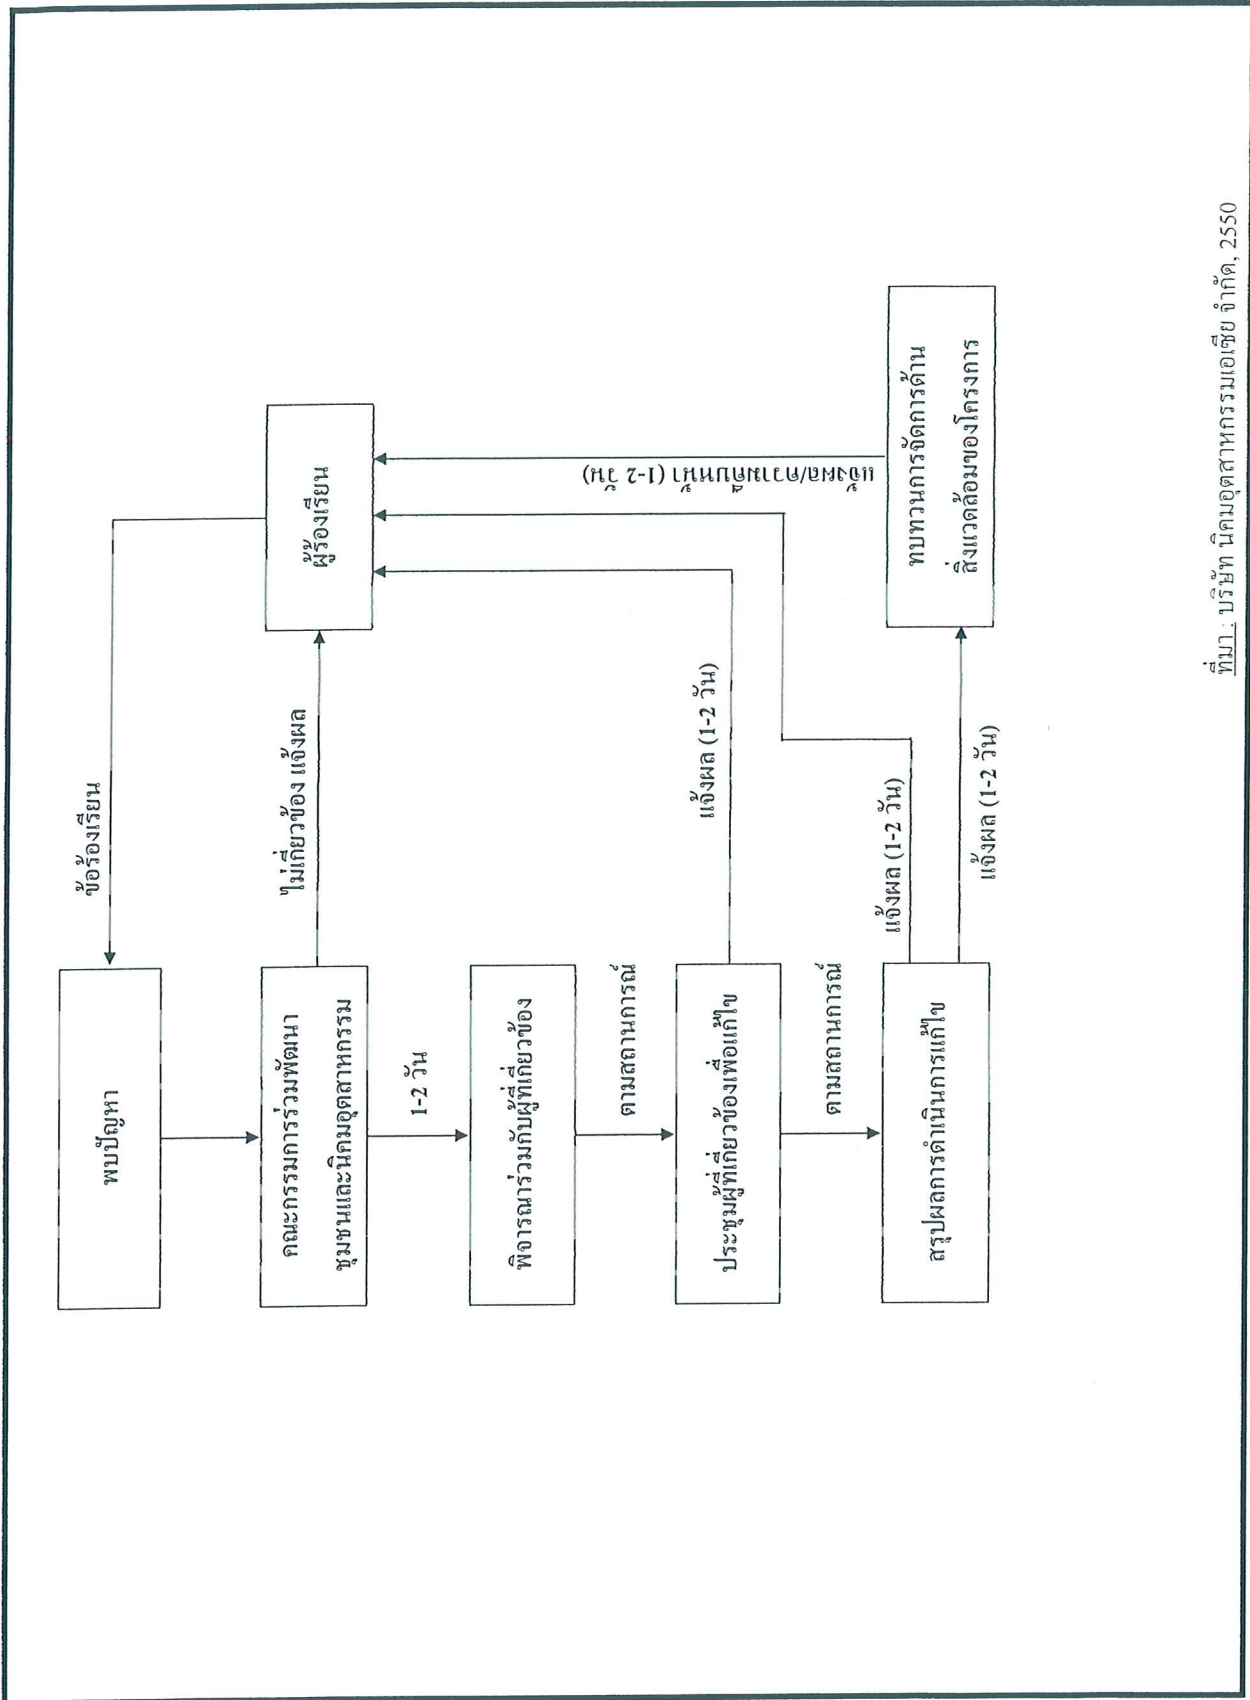 พบปัญหา
ข้อร้องเรียน
คณะกรรมการร่วมพัฒนา
ชุมชนและนิคมอุตสาหกรรม
ไม่เกี่ยวข้อง แจ้งผล
ผู้ร้องเรียน
1-2 วัน
พิจารณาร่วมกับผู้ที่เกี่ยวข้อง
ตามสถานการณ์
ประชุมผู้ที่เกี่ยวข้องเพื่อแก้ไข
แจ้งผล (1-2 วัน)
แจ้งผล/ความคืบหน้า (1-2 วัน)
ตามสถานการณ์
สรุปผลการดำเนินการแก้ไข
แจ้งผล (1-2 วัน)
แจ้งผล (1-2 วัน)
ทบทวนการจัดการด้าน
สิ่งแวดล้อมของโครงการ
ที่มา : บริษัท นิคมอุตสาหกรรมเอเซีย จำกัด, 2550